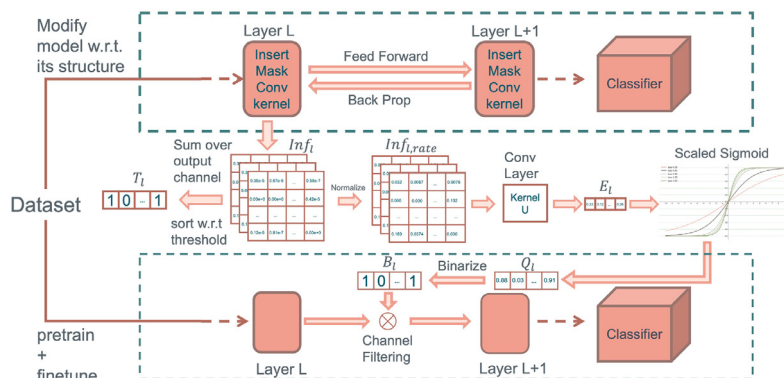 Modify
model w.r.t.
its structure
Layer L
Layer L+1
Insert
Mask
Conv
kernel
Feed Forward
Back Prop
Insert
Mask
Conv
kernel
Classifier
Sum over
output
channel
Inf_l
Inf_{l,rate}
Conv
Layer
Scaled Sigmoid
T_l
1 0 ... 1
Normalize
Kernel
U
E_l
sort w.r.t
threshold
Dataset
B_l
Binarize
Q_l
1 0 ... 1
0.88 0.03 ... 0.91
Channel
Filtering
Classifier
Layer L
Layer L+1
pretrain
+
finetune